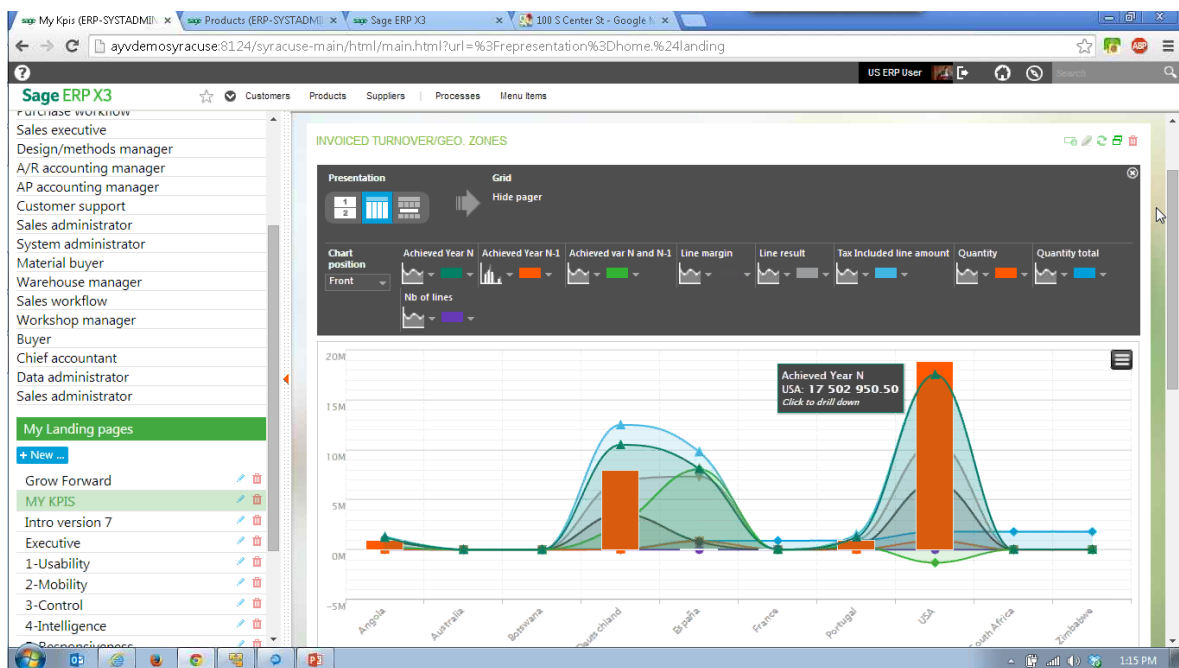 My Kpis (ERP-SYSTADMIN
Products (ERP-SYSTADMI
Sage ERP X3
100 S Center St - Google M
ayvdemosyracuse:8124/syracuse-main/html/main.html?url=%3Frepresentation%3Dhome.%24landing
US ERP User
Search
Sage ERP X3
Customers Products Suppliers | Processes Menu Items
Purchase workflow
Sales executive
Design/methods manager
A/R accounting manager
AP accounting manager
Customer support
Sales administrator
System administrator
Material buyer
Warehouse manager
Sales workflow
Workshop manager
Buyer
Chief accountant
Data administrator
Sales administrator
My Landing pages
+ New ...
Grow Forward
MY KPIS
Intro version 7
Executive
1-Usability
2-Mobility
3-Control
4-Intelligence
5-Responsiveness
INVOICED TURNOVER/GEO. ZONES
Presentation
1
2
Grid
Hide pager
Chart position
Front
Achieved Year N
Achieved Year N-1
Achieved var N and N-1
Line margin
Line result
Tax Included line amount
Quantity
Quantity total
Nb of lines
20M
15M
10M
5M
0M
-5M
Achieved Year N
USA: 17 502 950.50
Click to drill down
Angola
Australia
Botswana
Deutschland
España
France
Portugal
USA
South Africa
Zimbabwe
1:15 PM